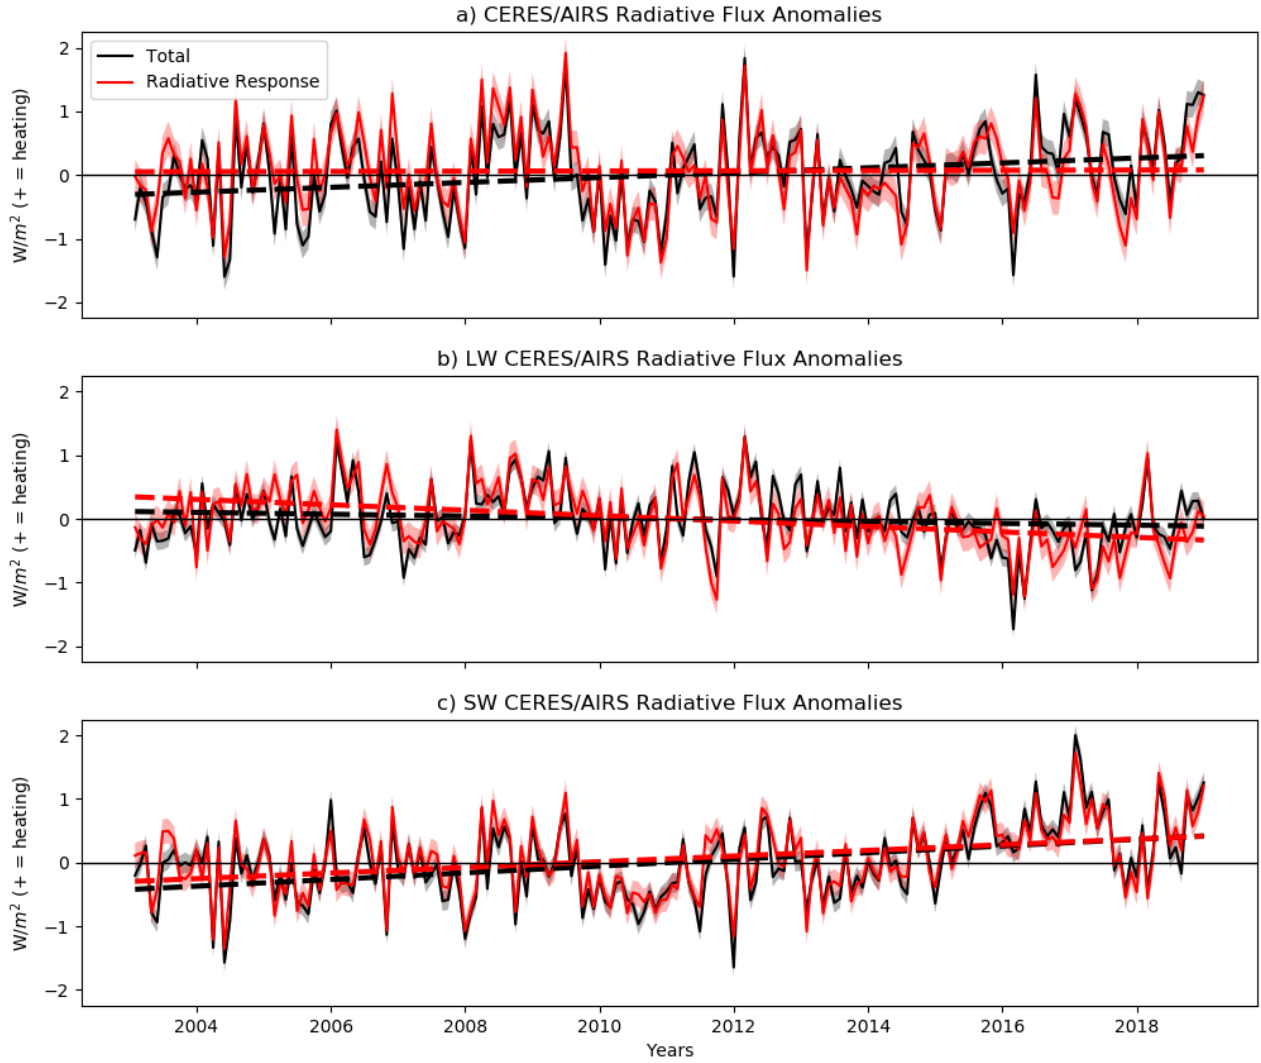 a) CERES/AIRS Radiative Flux Anomalies
Total
Radiative Response
W/m² (+ = heating)
2
1
0
−1
−2
b) LW CERES/AIRS Radiative Flux Anomalies
W/m² (+ = heating)
2
1
0
−1
−2
c) SW CERES/AIRS Radiative Flux Anomalies
W/m² (+ = heating)
2
1
0
−1
−2
2004 2006 2008 2010 2012 2014 2016 2018
Years